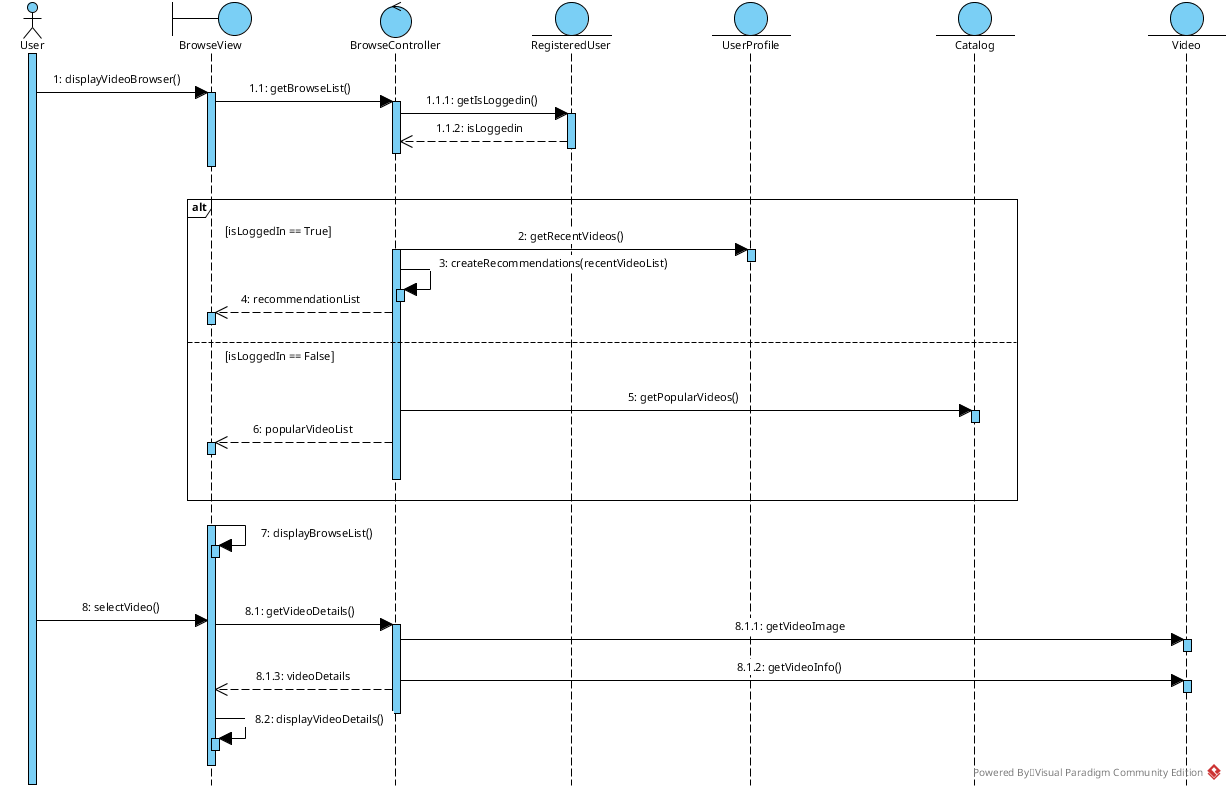 User
BrowseView
BrowseController
RegisteredUser
UserProfile
Catalog
Video
1: displayVideoBrowser()
1.1: getBrowseList()
1.1.1: getIsLoggedin()
1.1.2: isLoggedin
alt
[isLoggedIn == True]
2: getRecentVideos()
3: createRecommendations(recentVideoList)
4: recommendationList
[isLoggedIn == False]
5: getPopularVideos()
6: popularVideoList
7: displayBrowseList()
8: selectVideo()
8.1: getVideoDetails()
8.1.1: getVideoImage
8.1.2: getVideoInfo()
8.1.3: videoDetails
8.2: displayVideoDetails()
Powered By Visual Paradigm Community Edition